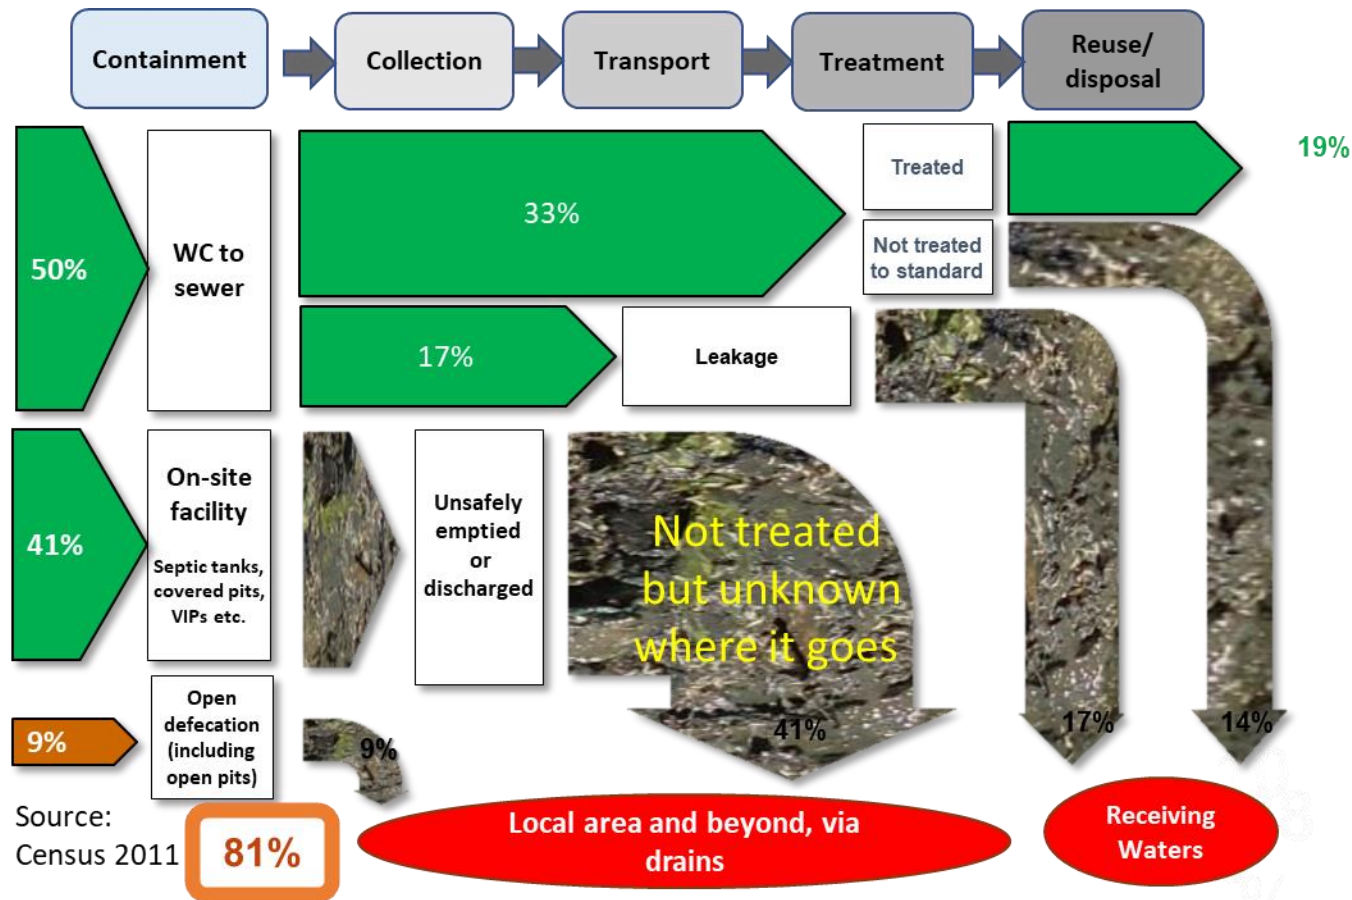 Containment
Collection
Transport
Treatment
Reuse/
disposal
50%
WC to
sewer
33%
Treated
19%
Not treated
to standard
17%
Leakage
41%
On-site
facility
Septic tanks,
covered pits,
VIPs etc.
Unsafely
emptied
or
discharged
Not treated
but unknown
where it goes
41%
17%
14%
9%
Open
defecation
(including
open pits)
9%
Source:
Census 2011
81%
Local area and beyond, via
drains
Receiving
Waters